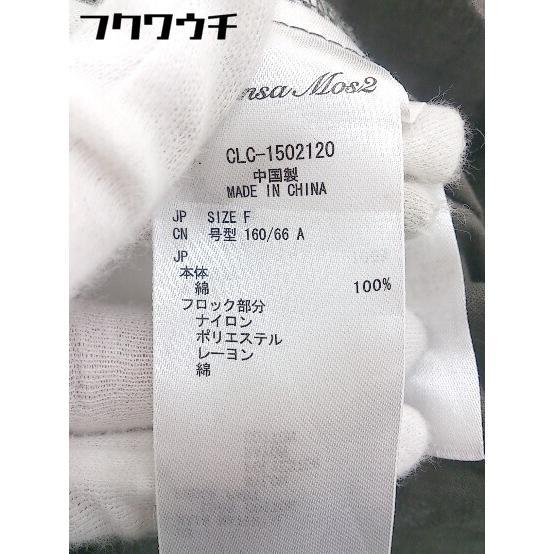 フクワウチ
nsa Mos2
CLC-1502120
中国製
MADE IN CHINA
JP SIZE F
CN 号型 160/66 A
JP
本体
綿 100%
フロック部分
ナイロン
ポリエステル
レーヨン
綿